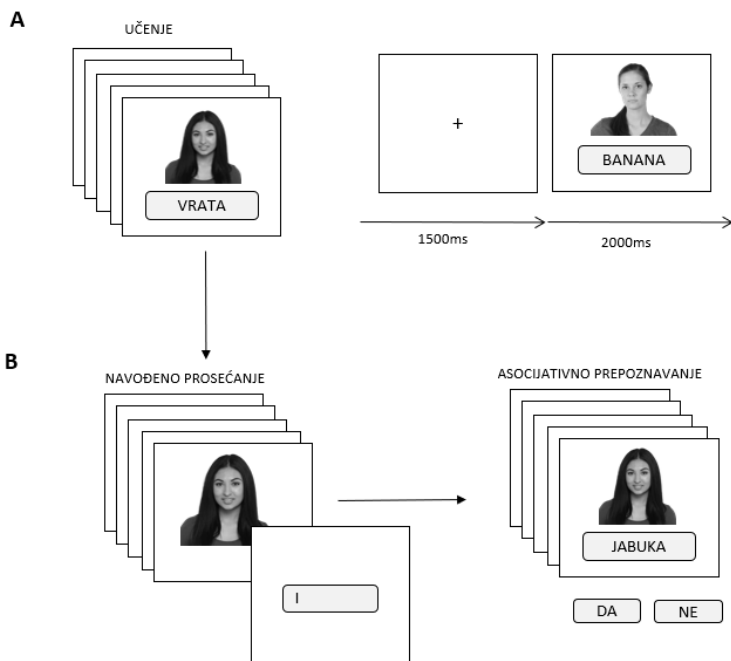 A
UČENJE
VRATA
+
BANANA
1500ms
2000ms
B
NAVOĐENO PROSEĆANJE
I
ASOCIJATIVNO PREPOZNAVANJE
JABUKA
DA
NE